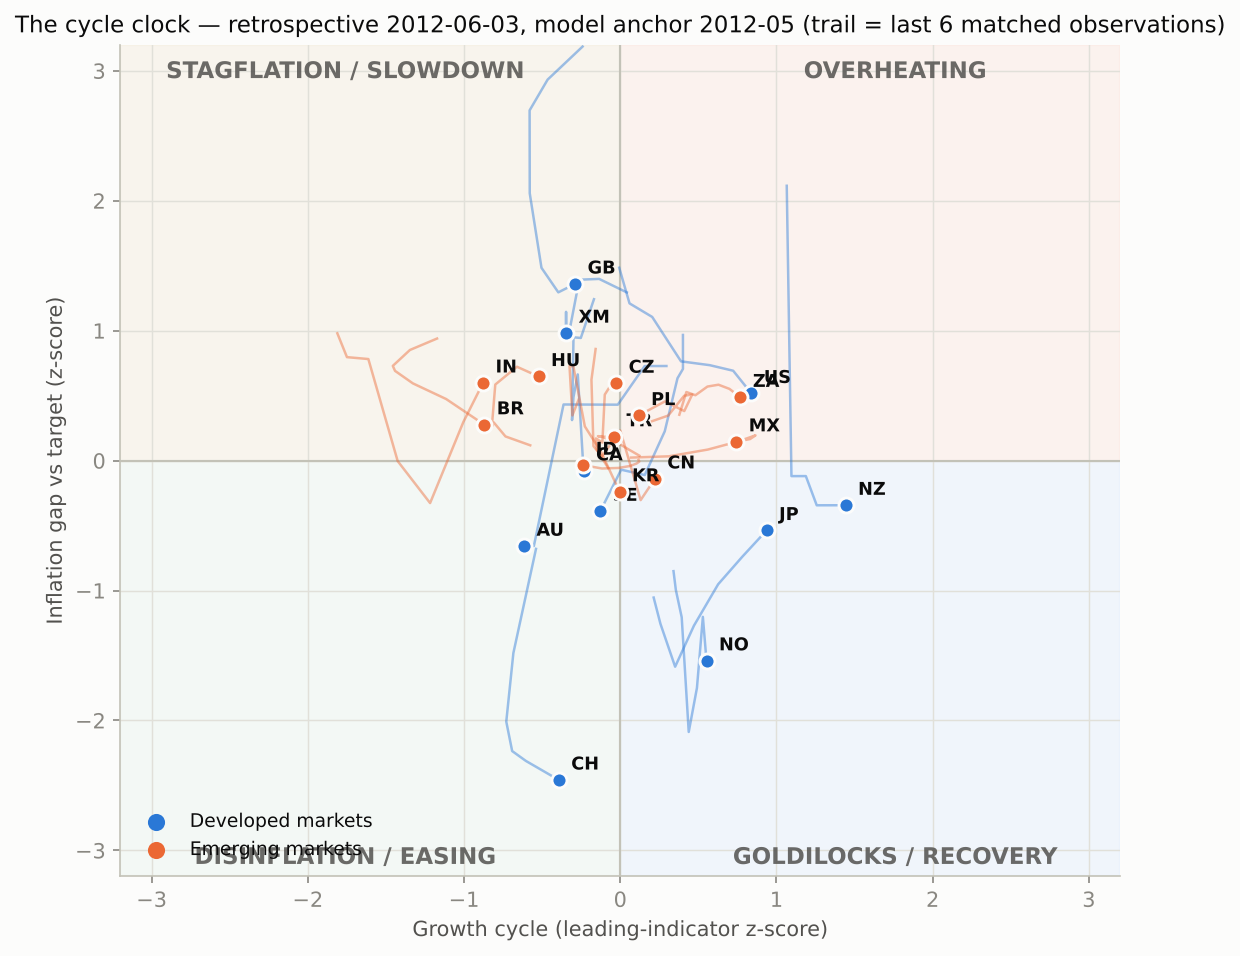 The cycle clock — retrospective 2012-06-03, model anchor 2012-05 (trail = last 6 matched observations)
STAGFLATION / SLOWDOWN
OVERHEATING
3
2
1
0
−1
−2
−3
Inflation gap vs target (z-score)
GB
XM
IN
HU
CZ
US
ZA
BR
PL
TR
MX
ID
CA
CN
KR
NZ
JP
AU
NO
CH
Developed markets
Emerging markets
DISINFLATION / EASING
GOLDILOCKS / RECOVERY
−3
−2
−1
0
1
2
3
Growth cycle (leading-indicator z-score)